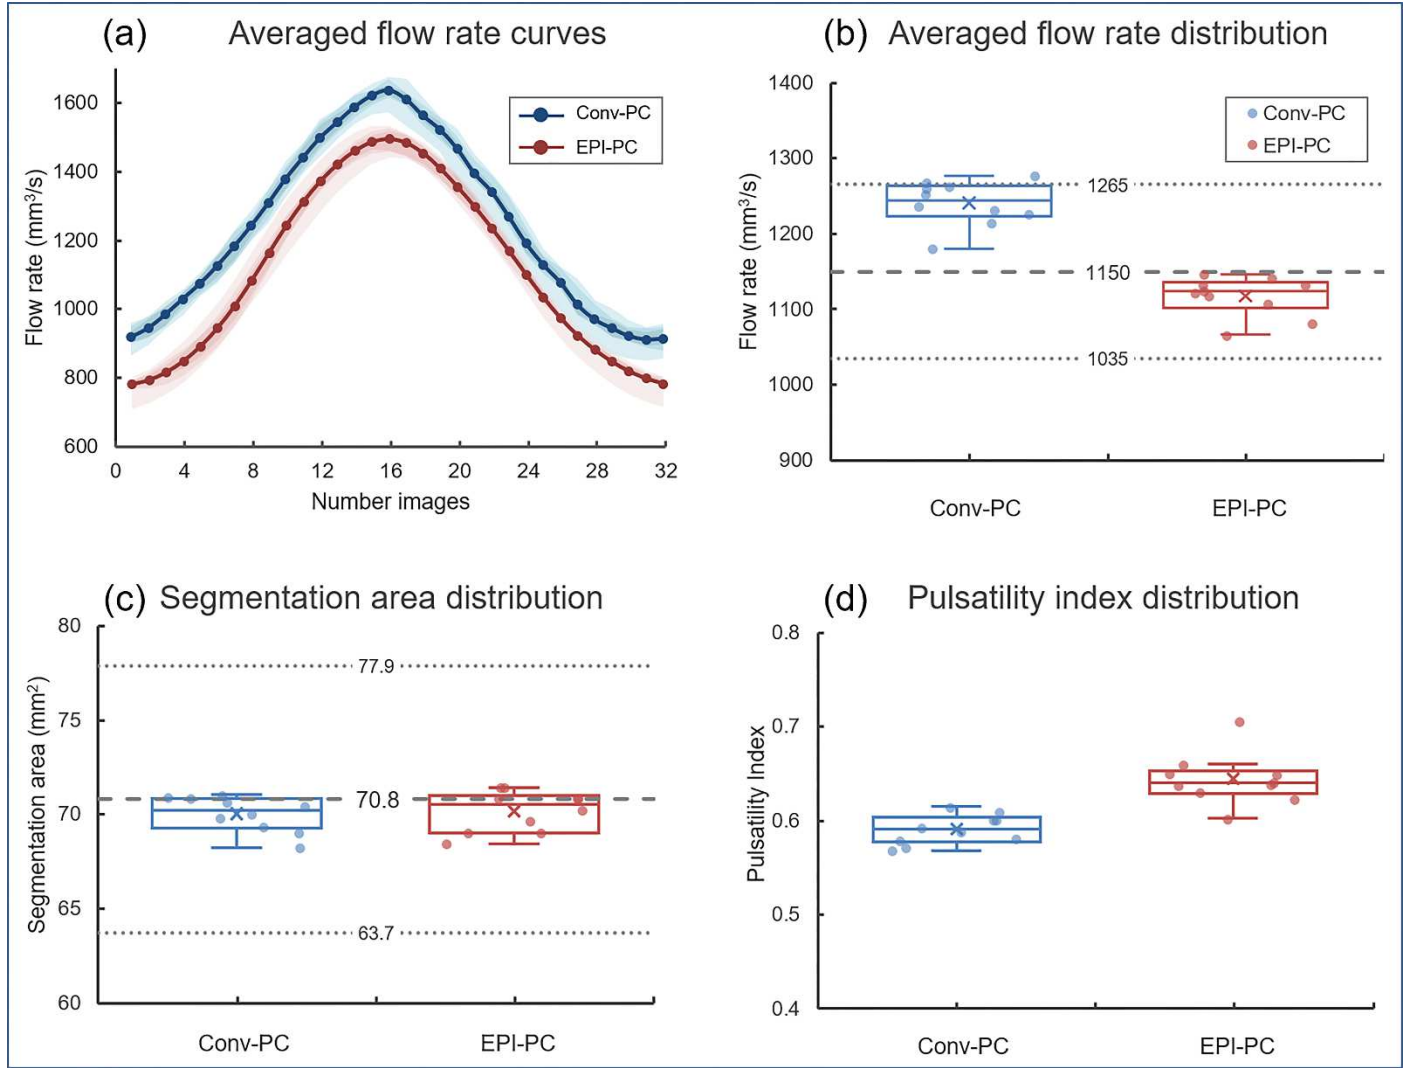 (a) Averaged flow rate curves
Flow rate (mm³/s)
1600
1400
1200
1000
800
600
0 4 8 12 16 20 24 28 32
Number images
Conv-PC
EPI-PC
(b) Averaged flow rate distribution
Flow rate (mm³/s)
1400
1300
1200
1100
1000
900
Conv-PC
EPI-PC
1265
1150
1035
Conv-PC EPI-PC
(c) Segmentation area distribution
Segmentation area (mm²)
80
75
70
65
60
77.9
70.8
63.7
Conv-PC EPI-PC
(d) Pulsatility index distribution
Pulsatility Index
0.8
0.7
0.6
0.5
0.4
Conv-PC EPI-PC